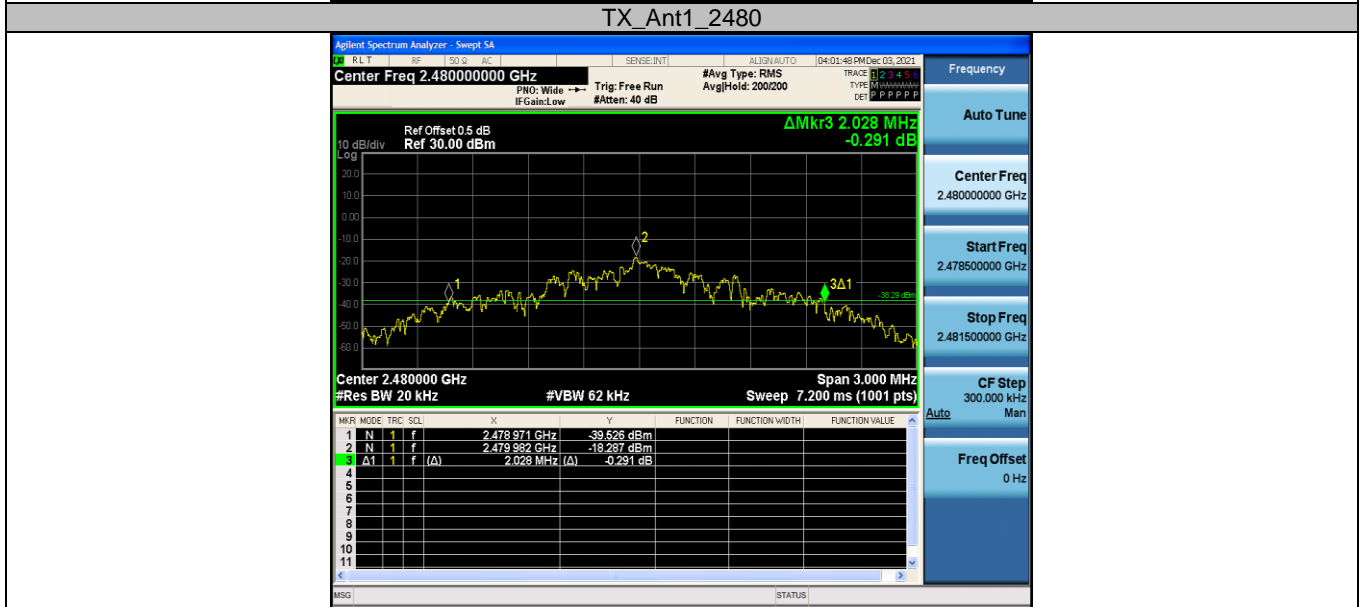 TX_Ant1_2480
Agilent Spectrum Analyzer - Swept SA
RLT RF 50 Ω AC SENSE:INT ALIGNAUTO 04:01:48 PM Dec 03, 2021
Center Freq 2.480000000 GHz
PNO: Wide
IFGain:Low
Trig: Free Run
#Atten: 40 dB
#Avg Type: RMS
Avg|Hold: 200/200
TRACE 1 2 3 4 5 6
TYPE M
DET P P P P P P
Ref Offset 0.5 dB
10 dB/div Ref 30.00 dBm
Log
ΔMkr3 2.028 MHz
-0.291 dB
20.0
10.0
0.00
-10.0
-20.0
-30.0
-40.0
-50.0
-60.0
1
2
3Δ1
-38.29 dBm
Center 2.480000 GHz Span 3.000 MHz
#Res BW 20 kHz #VBW 62 kHz Sweep 7.200 ms (1001 pts)
MKR MODE TRC SCL X Y FUNCTION FUNCTION WIDTH FUNCTION VALUE
1 N 1 f 2.478 971 GHz -39.526 dBm
2 N 1 f 2.479 982 GHz -18.287 dBm
3 Δ1 1 f (Δ) 2.028 MHz (Δ) -0.291 dB
4
5
6
7
8
9
10
11
MSG STATUS
Frequency
Auto Tune
Center Freq
2.480000000 GHz
Start Freq
2.478500000 GHz
Stop Freq
2.481500000 GHz
CF Step
300.000 kHz
Auto Man
Freq Offset
0 Hz